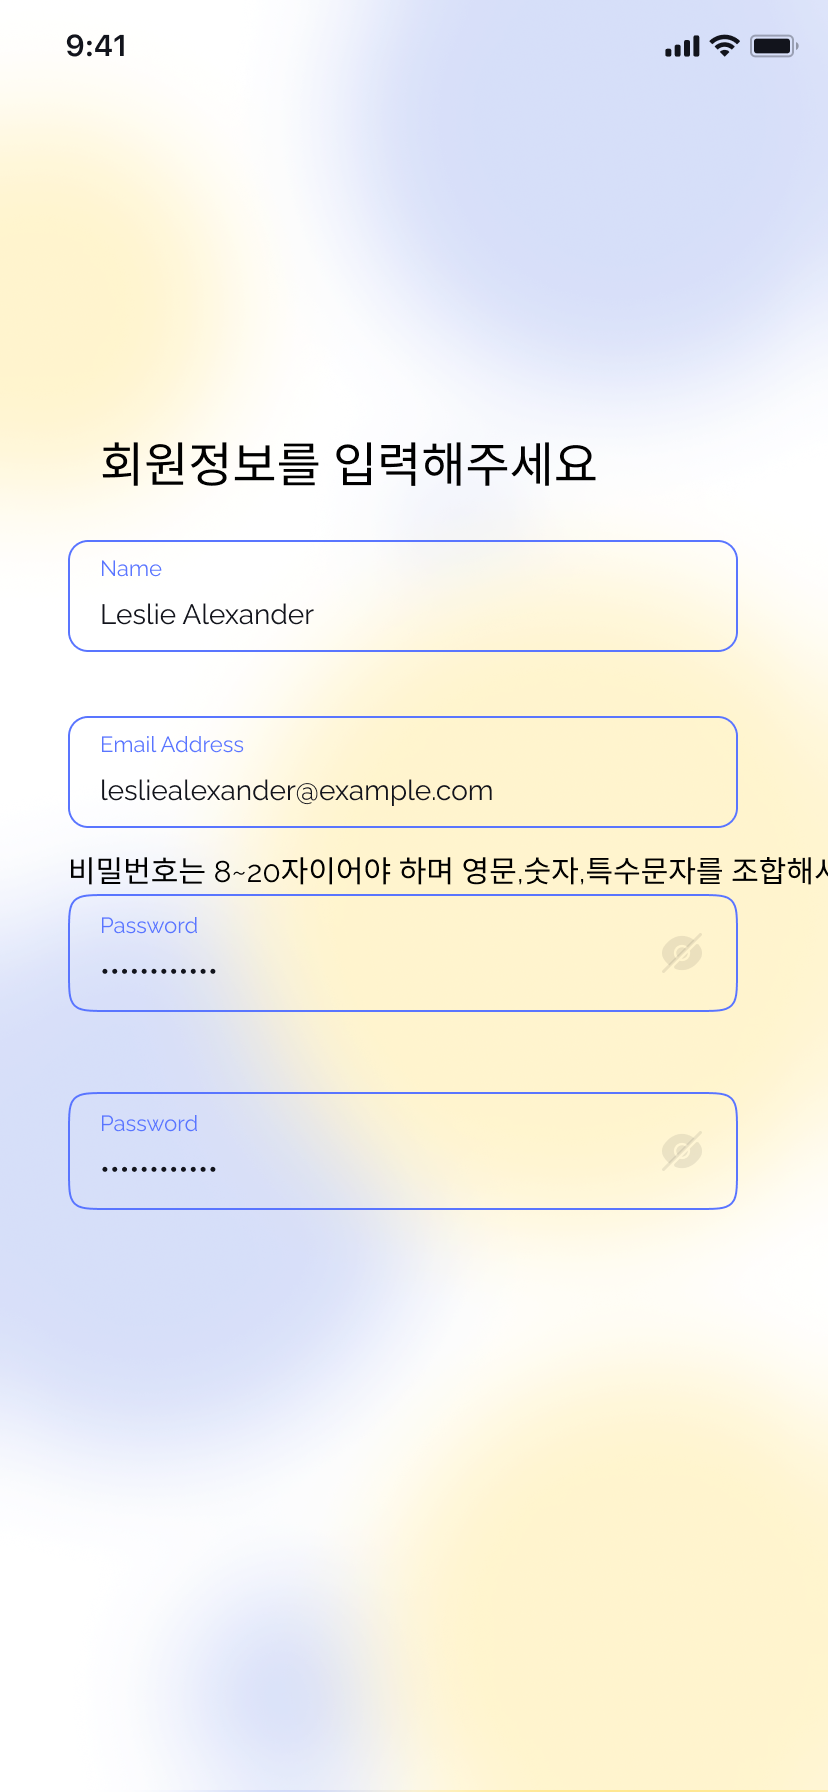 9:41
회원정보를 입력해주세요
Name
Leslie Alexander
Email Address
lesliealexander@example.com
비밀번호는 8~20자이어야 하며 영문,숫자,특수문자를 조합해
Password
••••••••••••
Password
••••••••••••